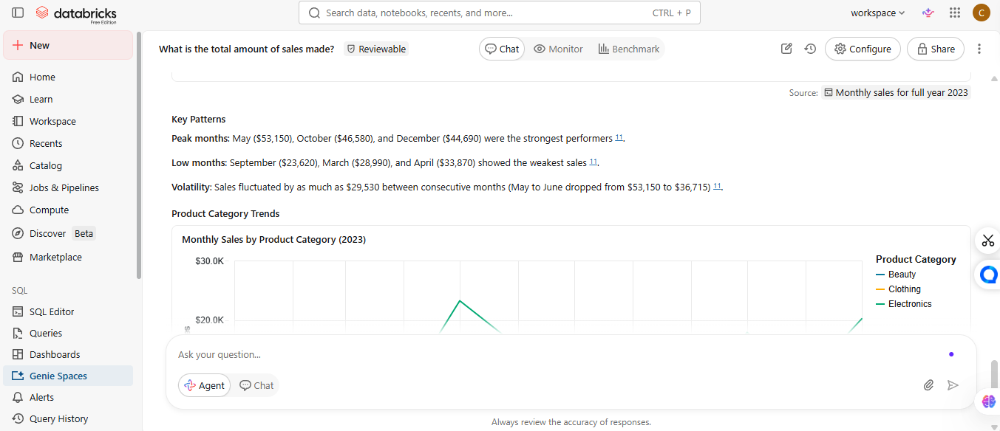 databricks
Free Edition
Search data, notebooks, recents, and more...
CTRL + P
workspace
C
New
Home
Learn
Workspace
Recents
Catalog
Jobs & Pipelines
Compute
Discover Beta
Marketplace
SQL
SQL Editor
Queries
Dashboards
Genie Spaces
Alerts
Query History
What is the total amount of sales made?
Reviewable
Chat
Monitor
Benchmark
Configure
Share
Source: Monthly sales for full year 2023
Key Patterns
Peak months: May ($53,150), October ($46,580), and December ($44,690) were the strongest performers 11.
Low months: September ($23,620), March ($28,990), and April ($33,870) showed the weakest sales 11.
Volatility: Sales fluctuated by as much as $29,530 between consecutive months (May to June dropped from $53,150 to $36,715) 11.
Product Category Trends
Monthly Sales by Product Category (2023)
$30.0K
$20.0K
Product Category
Beauty
Clothing
Electronics
Ask your question...
Agent
Chat
Always review the accuracy of responses.